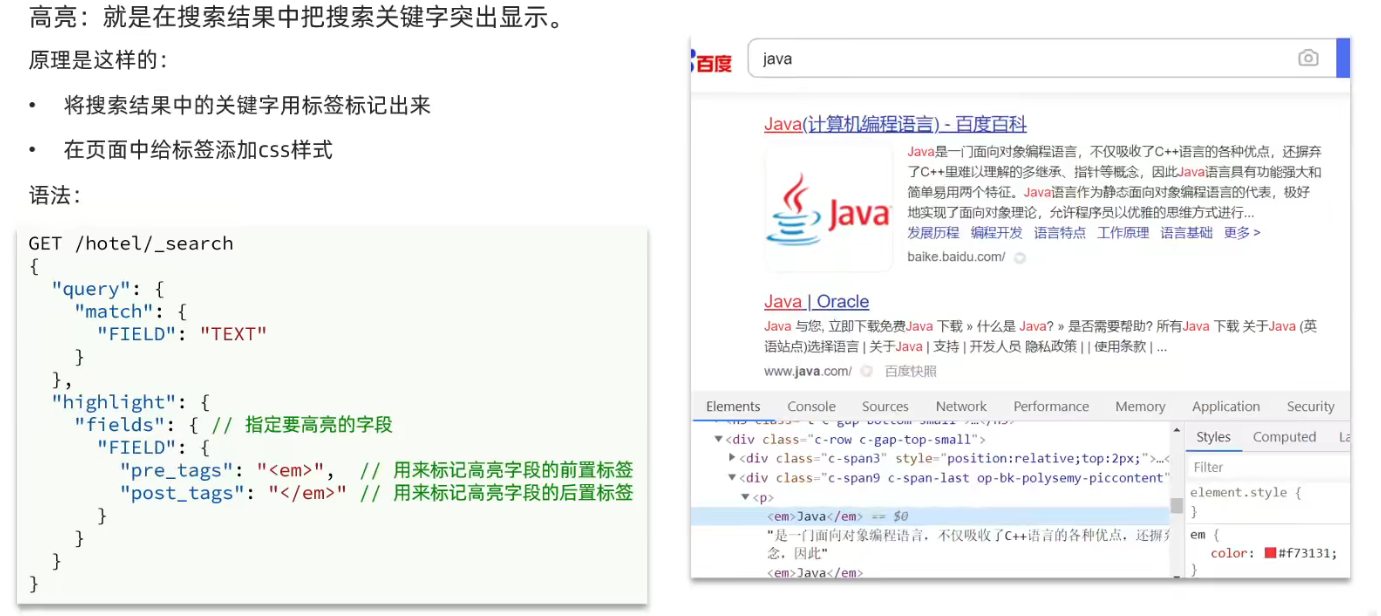 高亮：就是在搜索结果中把搜索关键字突出显示。
原理是这样的：
• 将搜索结果中的关键字用标签标记出来
• 在页面中给标签添加css样式
语法：
GET /hotel/_search
{
  "query": {
    "match": {
      "FIELD": "TEXT"
    }
  },
  "highlight": {
    "fields": { // 指定要高亮的字段
      "FIELD": {
        "pre_tags": "<em>",  // 用来标记高亮字段的前置标签
        "post_tags": "</em>" // 用来标记高亮字段的后置标签
      }
    }
  }
}
百度
java
Java(计算机编程语言) - 百度百科
Java
Java是一门面向对象编程语言，不仅吸收了C++语言的各种优点，还摒弃
了C++里难以理解的多继承、指针等概念，因此Java语言具有功能强大和
简单易用两个特征。Java语言作为静态面向对象编程语言的代表，极好
地实现了面向对象理论，允许程序员以优雅的思维方式进行...
发展历程 编程开发 语言特点 工作原理 语言基础 更多 >
baike.baidu.com/
Java | Oracle
Java 与您, 立即下载免费Java 下载 » 什么是 Java? » 是否需要帮助? 所有Java 下载 关于Java (英
语站点)选择语言 | 关于Java | 支持 | 开发人员 隐私政策 | | 使用条款 | ...
www.java.com/ 百度快照
Elements Console Sources Network Performance Memory Application Security
<div class="c-row c-gap-top-small">
<div class="c-span3" style="position:relative;top:2px;">…<
<div class="c-span9 c-span-last op-bk-polysemy-piccontent"
<p>
<em>Java</em> == $0
"是一门面向对象编程语言，不仅吸收了C++语言的各种优点，还摒
念，因此"
<em>Java</em>
Styles Computed La
Filter
element.style {
}
em {
color: #f73131;
}